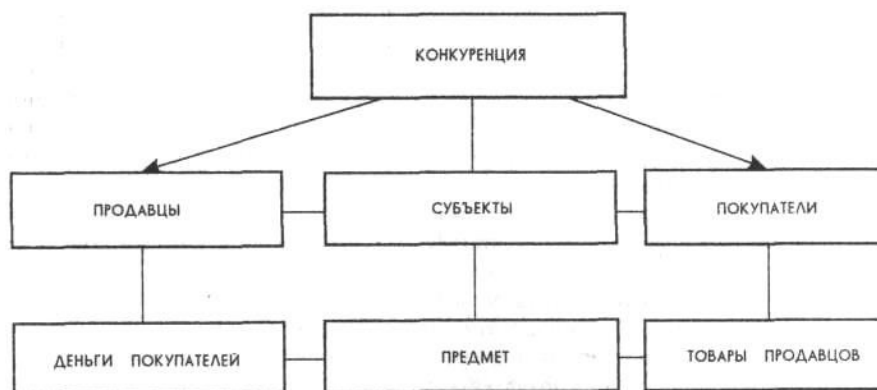 КОНКУРЕНЦИЯ
ПРОДАВЦЫ
СУБЪЕКТЫ
ПОКУПАТЕЛИ
ДЕНЬГИ ПОКУПАТЕЛЕЙ
ПРЕДМЕТ
ТОВАРЫ ПРОДАВЦОВ